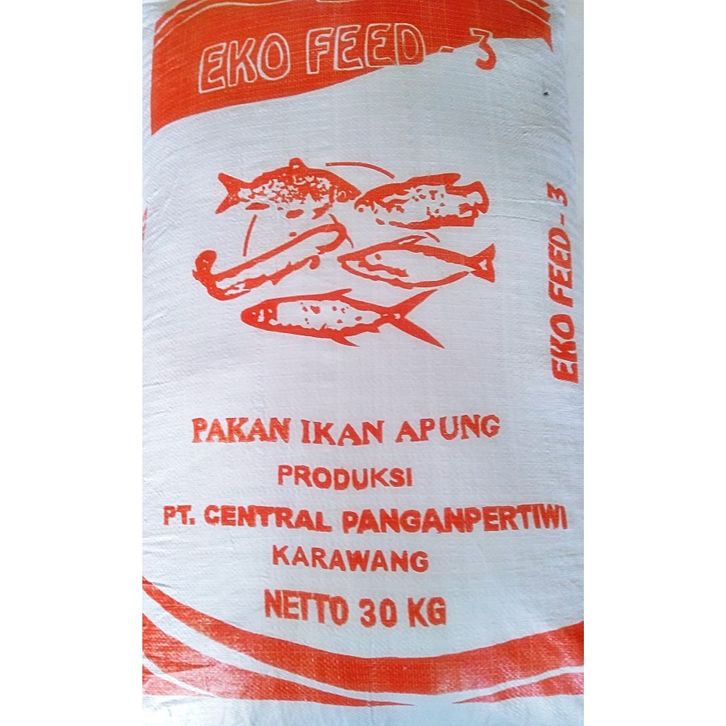 EKO FEED - 3
EKO FEED - 3
PAKAN IKAN APUNG
PRODUKSI
PT. CENTRAL PANGANPERTIWI
KARAWANG
NETTO 30 KG